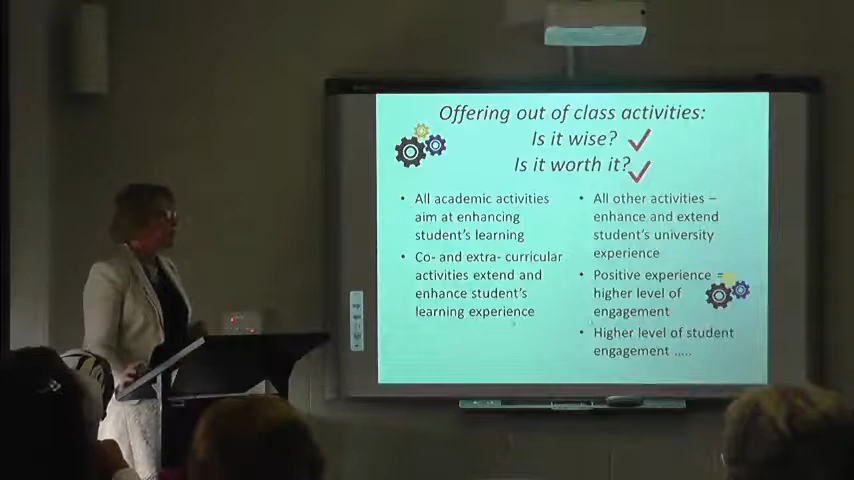 Offering out of class activities:
Is it wise?
Is it worth it?
• All academic activities
aim at enhancing
student's learning
• Co- and extra- curricular
activities extend and
enhance student's
learning experience
• All other activities –
enhance and extend
student's university
experience
• Positive experience =
higher level of
engagement
• Higher level of student
engagement .....